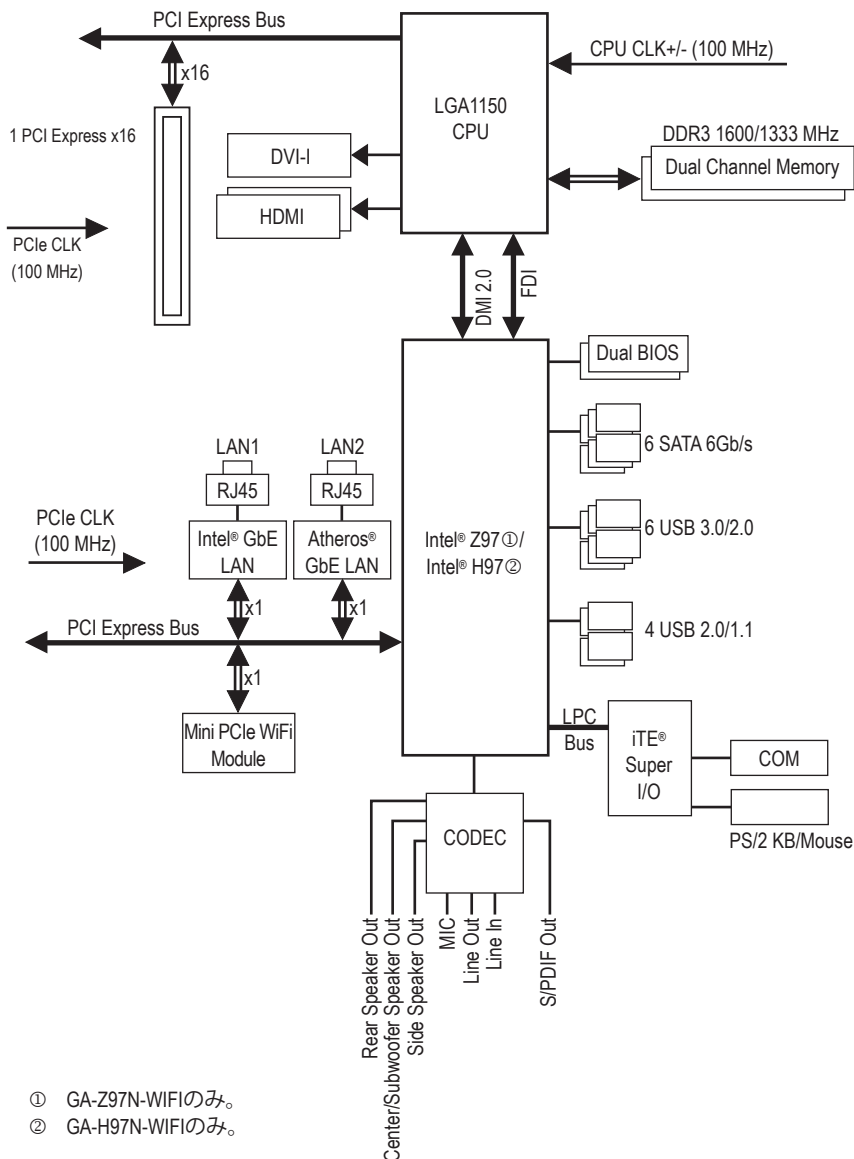 PCI Express Bus
x16
1 PCI Express x16
PCIe CLK
(100 MHz)
LGA1150
CPU
CPU CLK+/- (100 MHz)
DDR3 1600/1333 MHz
Dual Channel Memory
DVI-I
HDMI
DMI 2.0
FDI
Dual BIOS
6 SATA 6Gb/s
6 USB 3.0/2.0
4 USB 2.0/1.1
Intel® Z97①/
Intel® H97②
LAN1
RJ45
Intel® GbE
LAN
LAN2
RJ45
Atheros®
GbE LAN
PCIe CLK
(100 MHz)
x1
x1
PCI Express Bus
x1
Mini PCIe WiFi
Module
LPC
Bus
iTE®
Super
I/O
COM
PS/2 KB/Mouse
CODEC
Rear Speaker Out
Center/Subwoofer Speaker Out
Side Speaker Out
MIC
Line Out
Line In
S/PDIF Out
① GA-Z97N-WIFIのみ。
② GA-H97N-WIFIのみ。